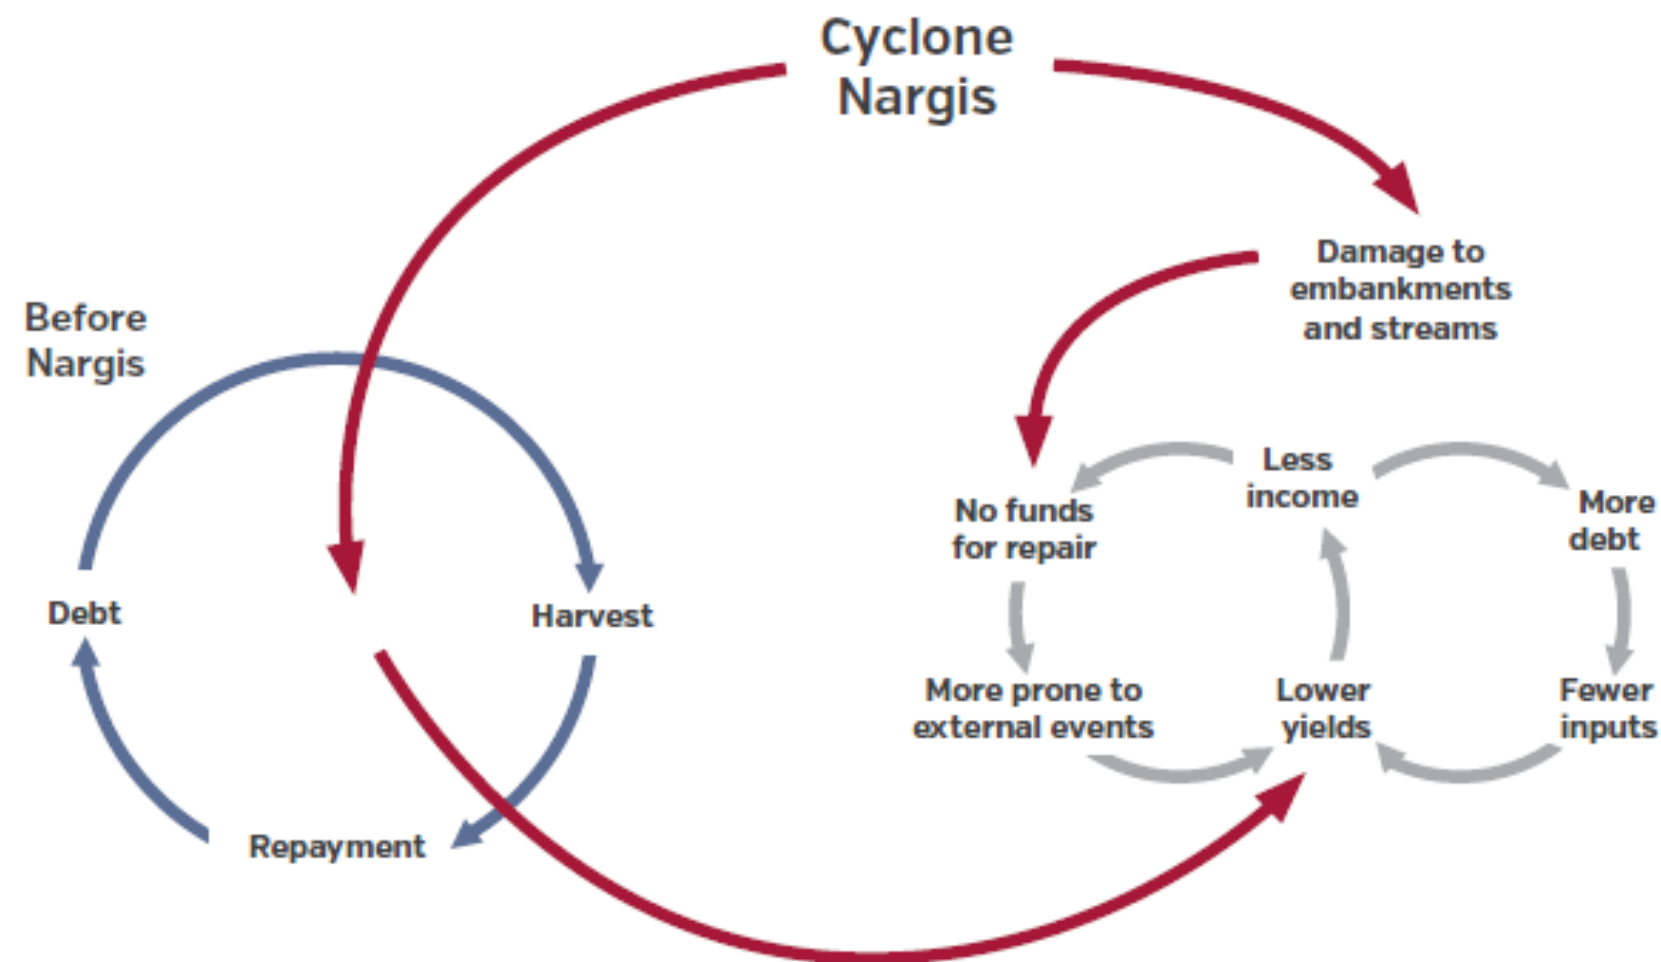 Cyclone
Nargis
Damage to
embankments
and streams
Before
Nargis
Debt
Harvest
Repayment
Less
income
No funds
for repair
More
debt
More prone to
external events
Lower
yields
Fewer
inputs